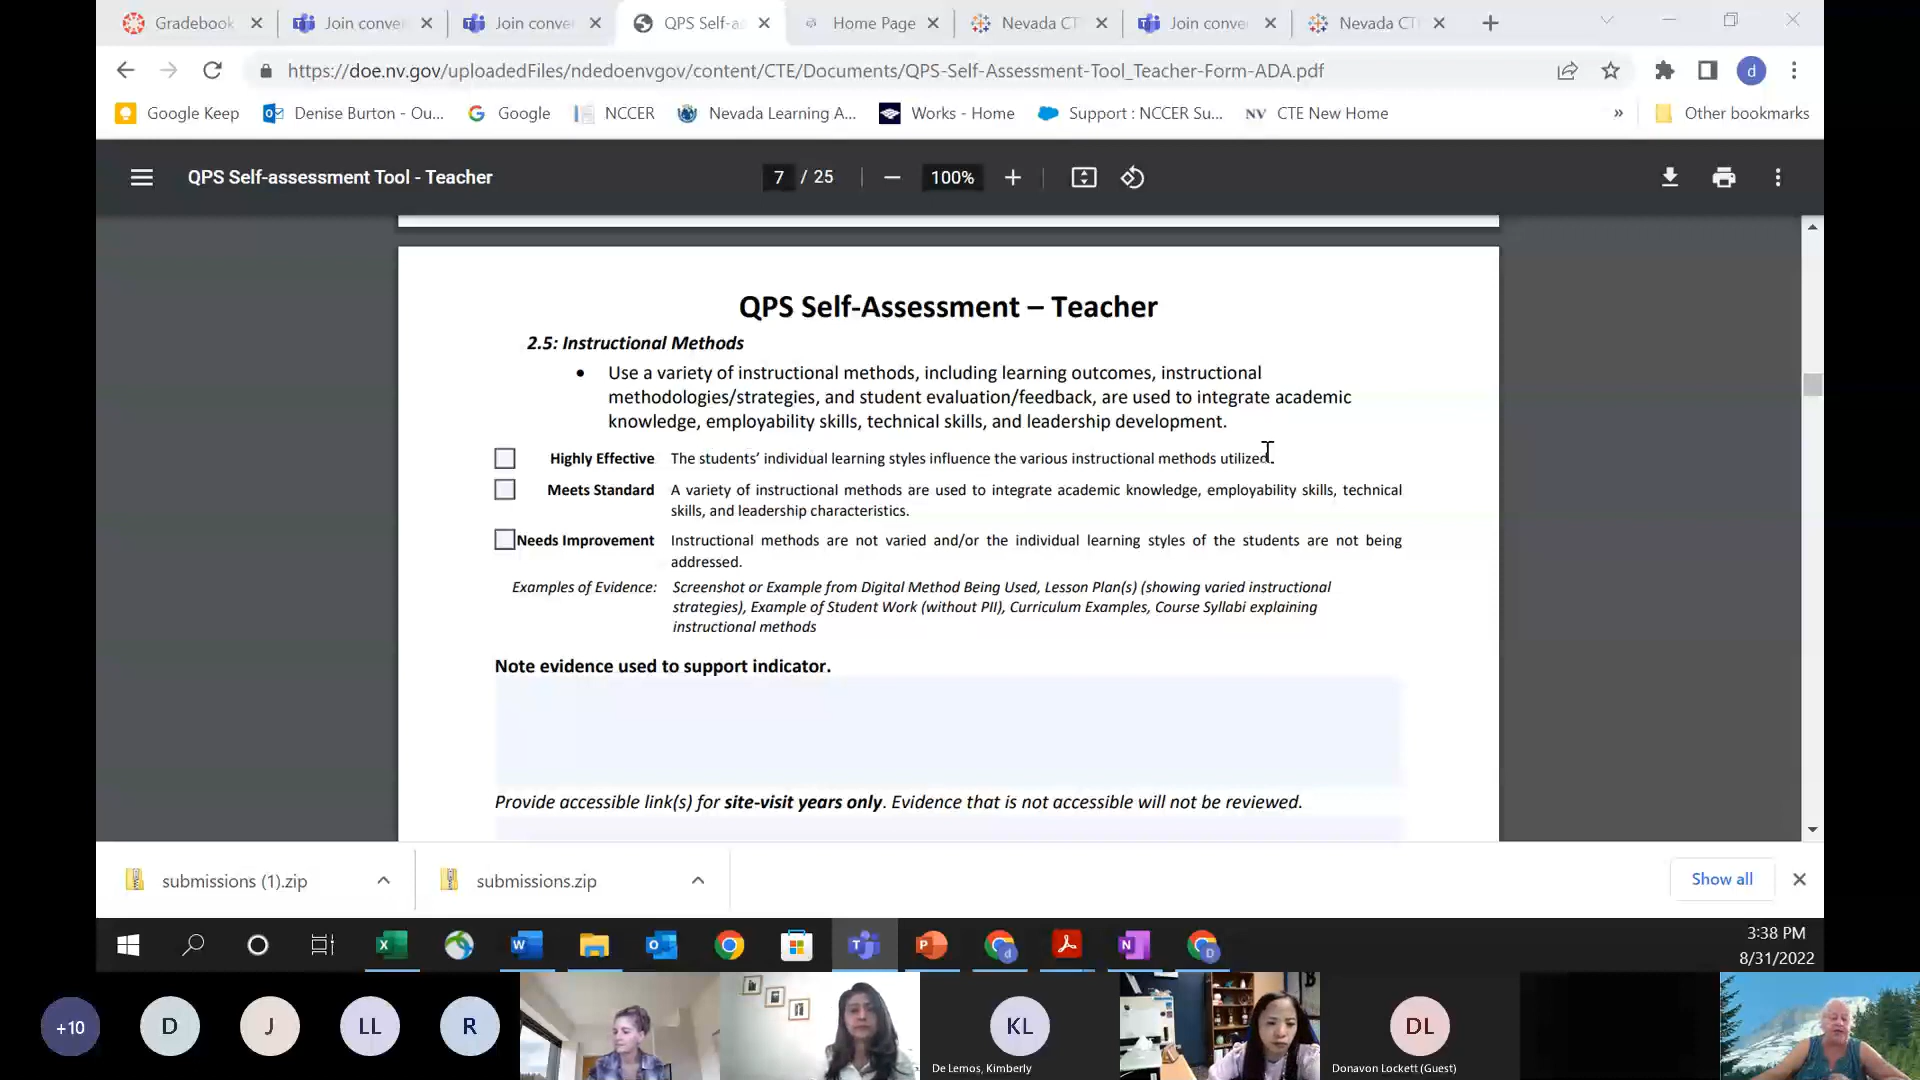 Gradebook
Join conver
Join conver
QPS Self-as
Home Page
Nevada CT
Join conver
Nevada CT
https://doe.nv.gov/uploadedFiles/ndedoenvgov/content/CTE/Documents/QPS-Self-Assessment-Tool_Teacher-Form-ADA.pdf
d
Google Keep
Denise Burton - Ou...
Google
NCCER
Nevada Learning A...
Works - Home
Support : NCCER Su...
NV CTE New Home
»
Other bookmarks
QPS Self-assessment Tool - Teacher
7 / 25
100%
QPS Self-Assessment – Teacher
2.5: Instructional Methods
• Use a variety of instructional methods, including learning outcomes, instructional
methodologies/strategies, and student evaluation/feedback, are used to integrate academic
knowledge, employability skills, technical skills, and leadership development.
Highly Effective The students' individual learning styles influence the various instructional methods utilized.
Meets Standard A variety of instructional methods are used to integrate academic knowledge, employability skills, technical
skills, and leadership characteristics.
Needs Improvement Instructional methods are not varied and/or the individual learning styles of the students are not being
addressed.
Examples of Evidence: Screenshot or Example from Digital Method Being Used, Lesson Plan(s) (showing varied instructional
strategies), Example of Student Work (without PII), Curriculum Examples, Course Syllabi explaining
instructional methods
Note evidence used to support indicator.
Provide accessible link(s) for site-visit years only. Evidence that is not accessible will not be reviewed.
submissions (1).zip
submissions.zip
Show all
3:38 PM
8/31/2022
+10
D
J
LL
R
KL
De Lemos, Kimberly
DL
Donavon Lockett (Guest)